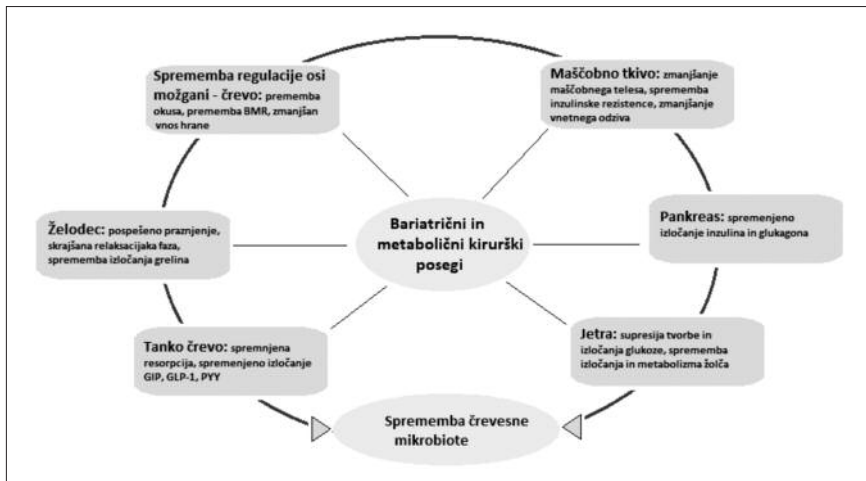 Sprememba regulacije osi
možgani - črevo: prememba
okusa, prememba BMR, zmanjšan
vnos hrane
Maščobno tkivo: zmanjšanje
maščobnega telesa, sprememba
inzulinske rezistence, zmanjšanje
vnetnega odziva
Želodec: pospešeno praznjenje,
skrajšana relaksacijaka faza,
sprememba izločanja grelina
Bariatrični in
metabolični kirurški
posegi
Pankreas: spremenjeno
izločanje inzulina in glukagona
Tanko črevo: spremnjena
resorpcija, spremenjeno izločanje
GIP, GLP-1, PYY
Jetra: supresija tvorbe in
izločanja glukoze, sprememba
izločanja in metabolizma žolča
Sprememba črevesne
mikrobiote